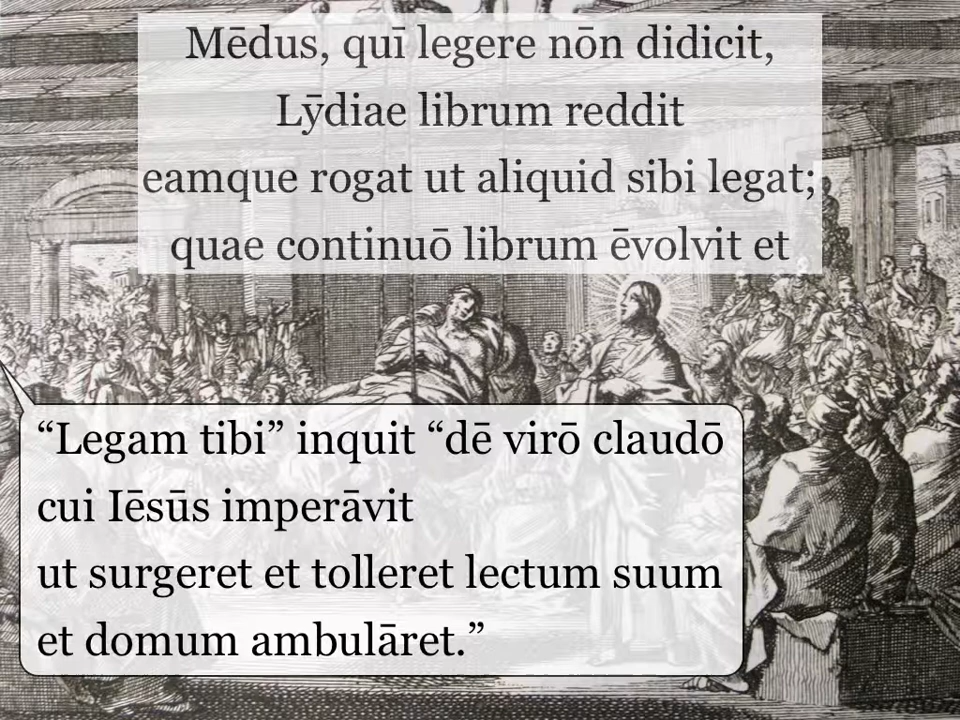 Mēdus, quī legere nōn didicit,
Lȳdiae librum reddit
eamque rogat ut aliquid sibi legat;
quae continuō librum ēvolvit et
“Legam tibi” inquit “dē virō claudō
cui Iēsūs imperāvit
ut surgeret et tolleret lectum suum
et domum ambulāret.”